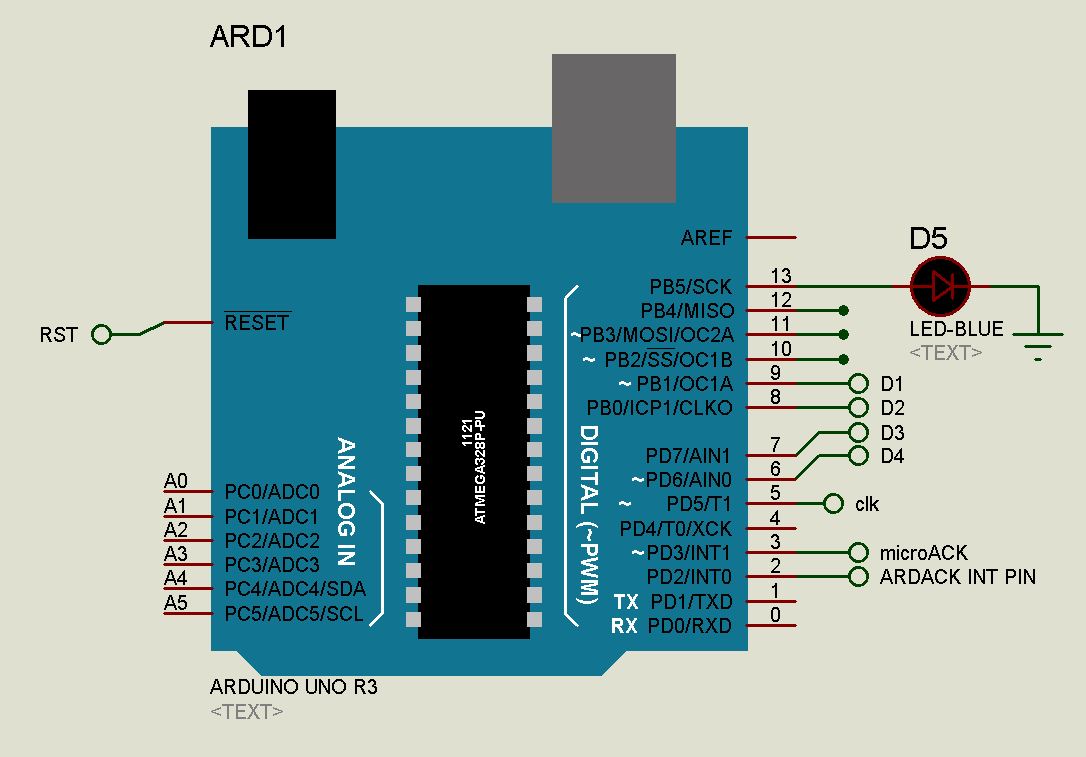 ARD1
AREF
D5
PB5/SCK 13
PB4/MISO 12
RST
RESET
~PB3/MOSI/OC2A 11
LED-BLUE
<TEXT>
~ PB2/SS/OC1B 10
~ PB1/OC1A 9 D1
PB0/ICP1/CLKO 8 D2
D3
PD7/AIN1 7
D4
~PD6/AIN0 6
~ PD5/T1 5 clk
PD4/T0/XCK 4
~PD3/INT1 3 microACK
PD2/INT0 2 ARDACK INT PIN
TX PD1/TXD 1
RX PD0/RXD 0
A0 PC0/ADC0
A1 PC1/ADC1
A2 PC2/ADC2
A3 PC3/ADC3
A4 PC4/ADC4/SDA
A5 PC5/ADC5/SCL
ANALOG IN
1121
ATMEGA328P-PU
DIGITAL (~PWM)
ARDUINO UNO R3
<TEXT>